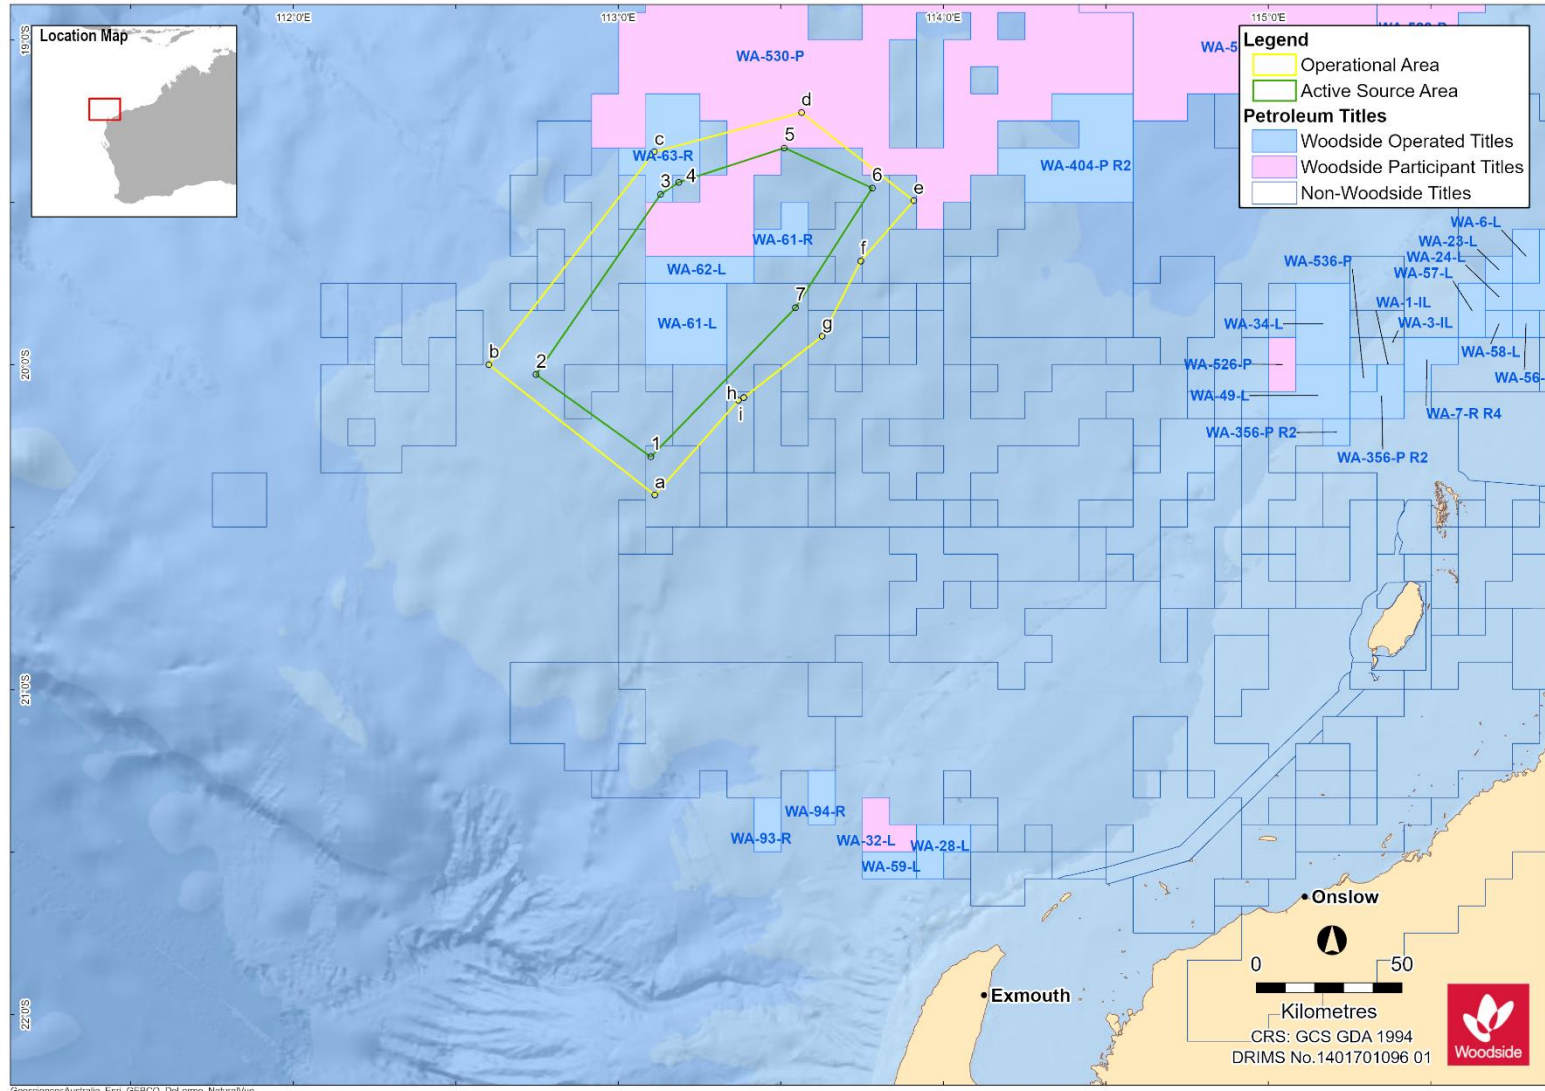 112°0'E
113°0'E
114°0'E
115°0'E
19°0'S
20°0'S
21°0'S
22°0'S
Location Map
Legend
Operational Area
Active Source Area
Petroleum Titles
Woodside Operated Titles
Woodside Participant Titles
Non-Woodside Titles
WA-530-P
WA-5
d
c
5
WA-63-R
WA-404-P R2
3
4
6
e
WA-6-L
WA-61-R
WA-23-L
f
WA-24-L
WA-62-L
WA-536-P
WA-57-L
7
WA-1-IL
WA-61-L
g
WA-34-L
WA-3-IL
b
2
WA-526-P
WA-58-L
WA-56-
h
i
WA-49-L
WA-7-R R4
1
WA-356-P R2
WA-356-P R2
a
WA-94-R
WA-93-R
WA-32-L
WA-28-L
WA-59-L
Onslow
Exmouth
0 50
Kilometres
CRS: GCS GDA 1994
DRIMS No.1401701096 01
Woodside